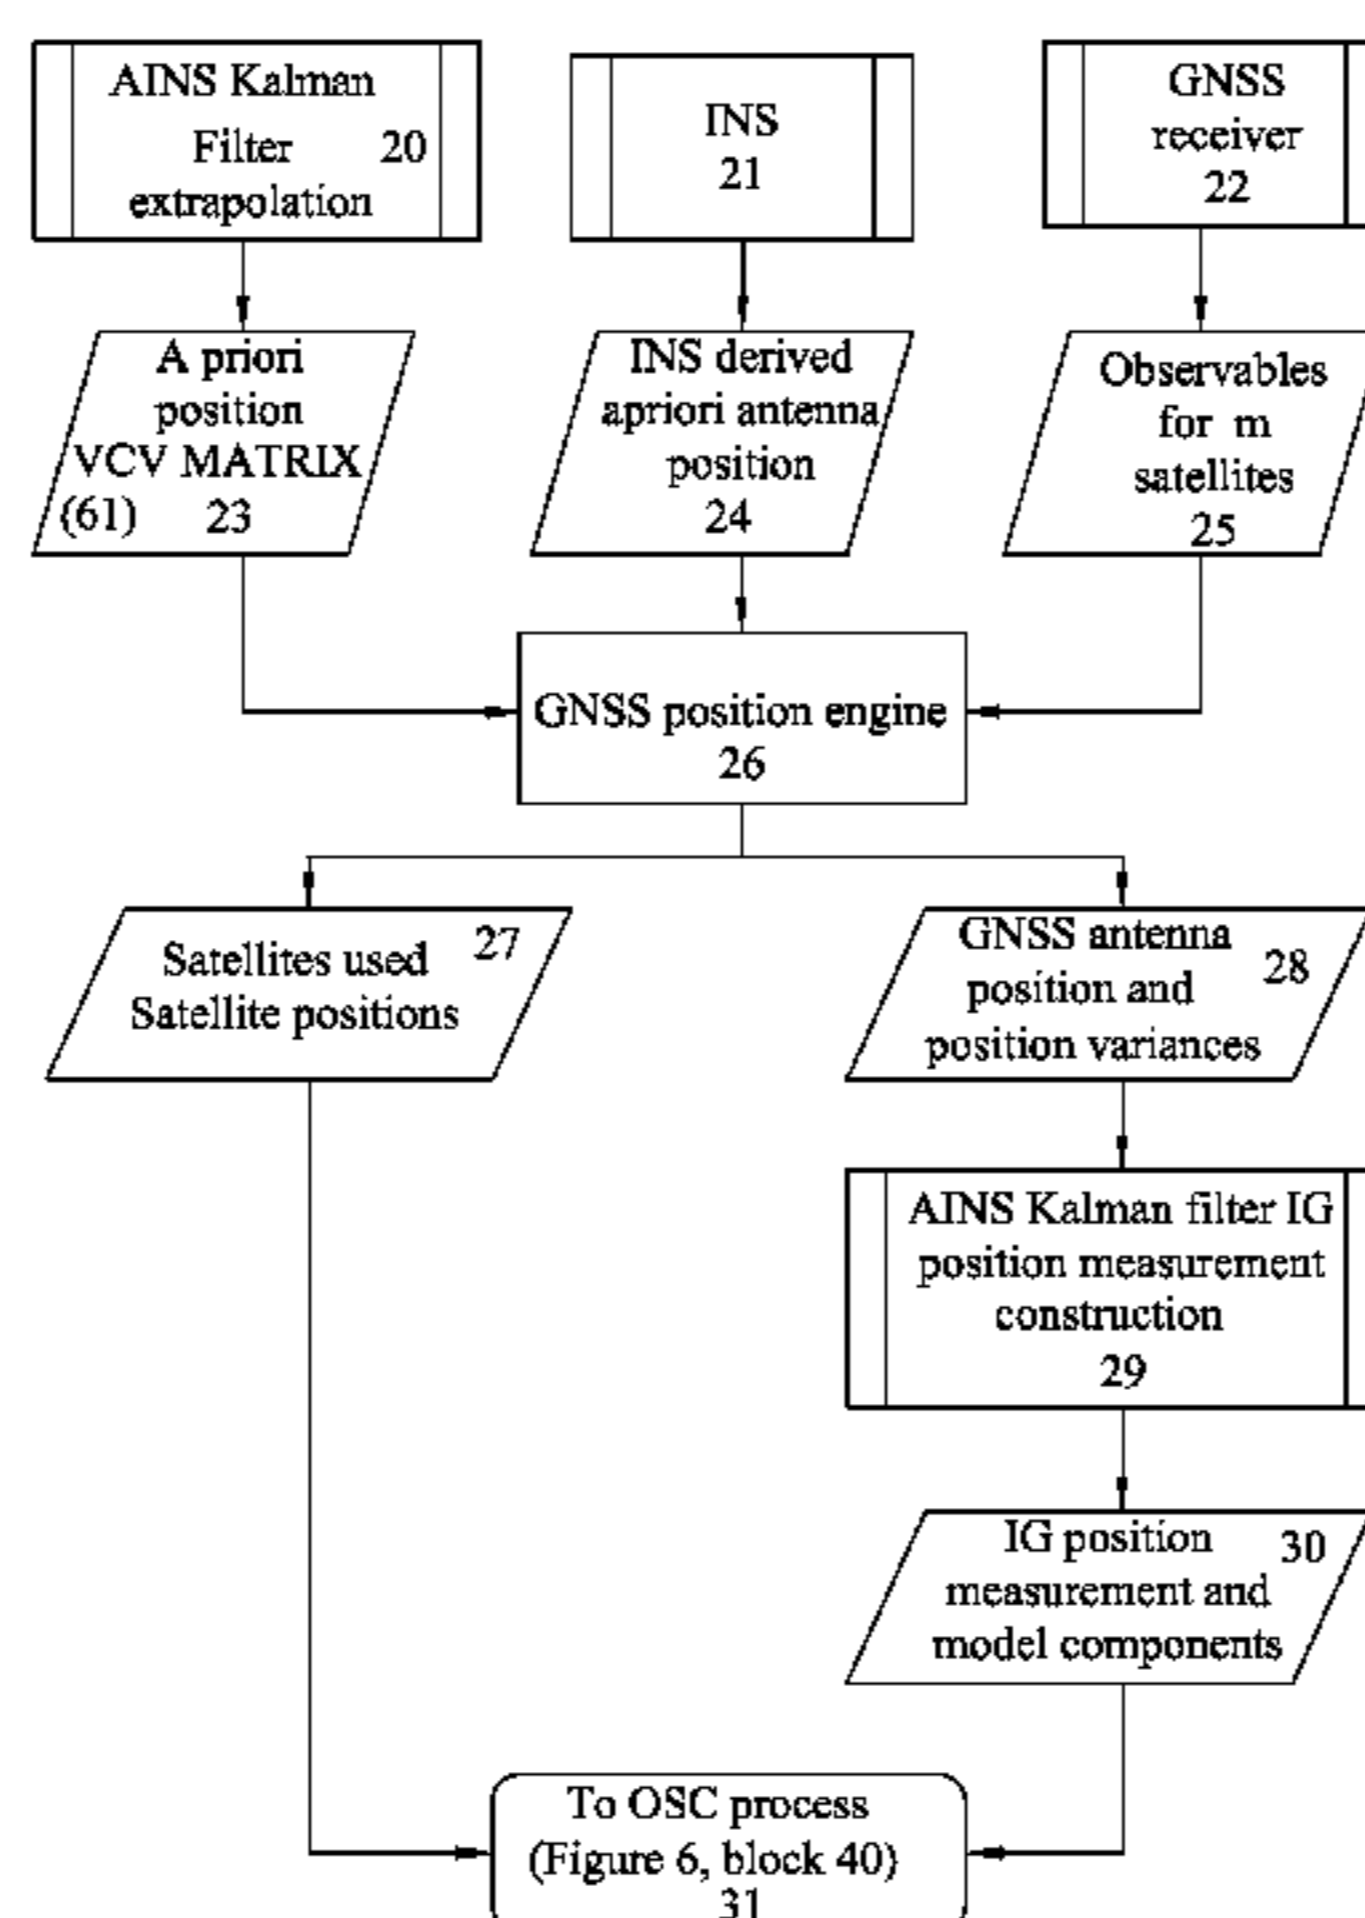 AINS Kalman
Filter 20
extrapolation
INS
21
GNSS
receiver
22
A priori
position
VCV MATRIX
(61) 23
INS derived
apriori antenna
position
24
Observables
for m
satellites
25
GNSS position engine
26
Satellites used 27
Satellite positions
GNSS antenna
position and 28
position variances
AINS Kalman filter IG
position measurement
construction
29
IG position 30
measurement and
model components
To OSC process
(Figure 6, block 40)
31